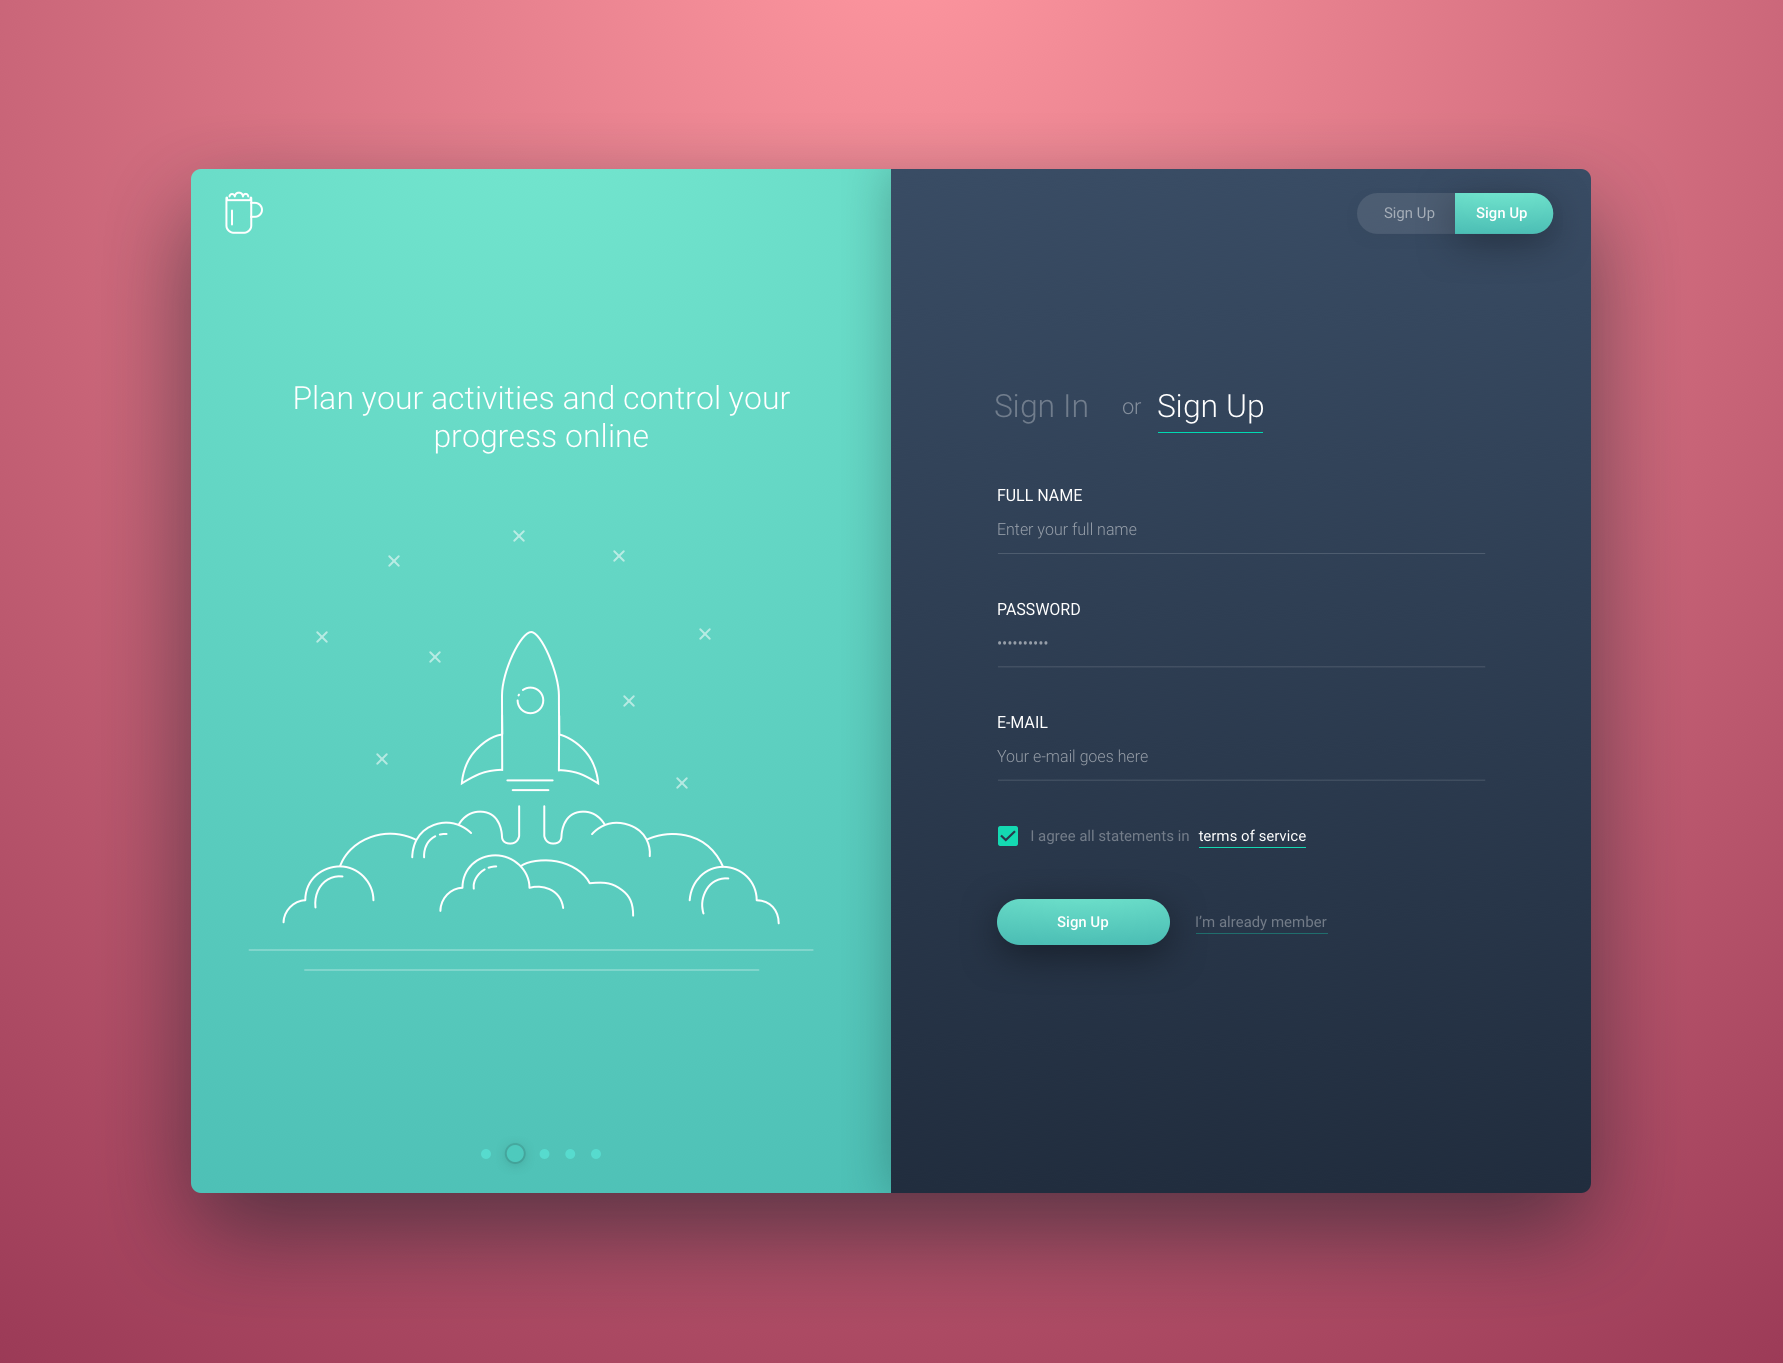 Plan your activities and control your
progress online
Sign Up Sign Up
Sign In or Sign Up
FULL NAME
Enter your full name
PASSWORD
••••••••••
E-MAIL
Your e-mail goes here
I agree all statements in terms of service
Sign Up I'm already member